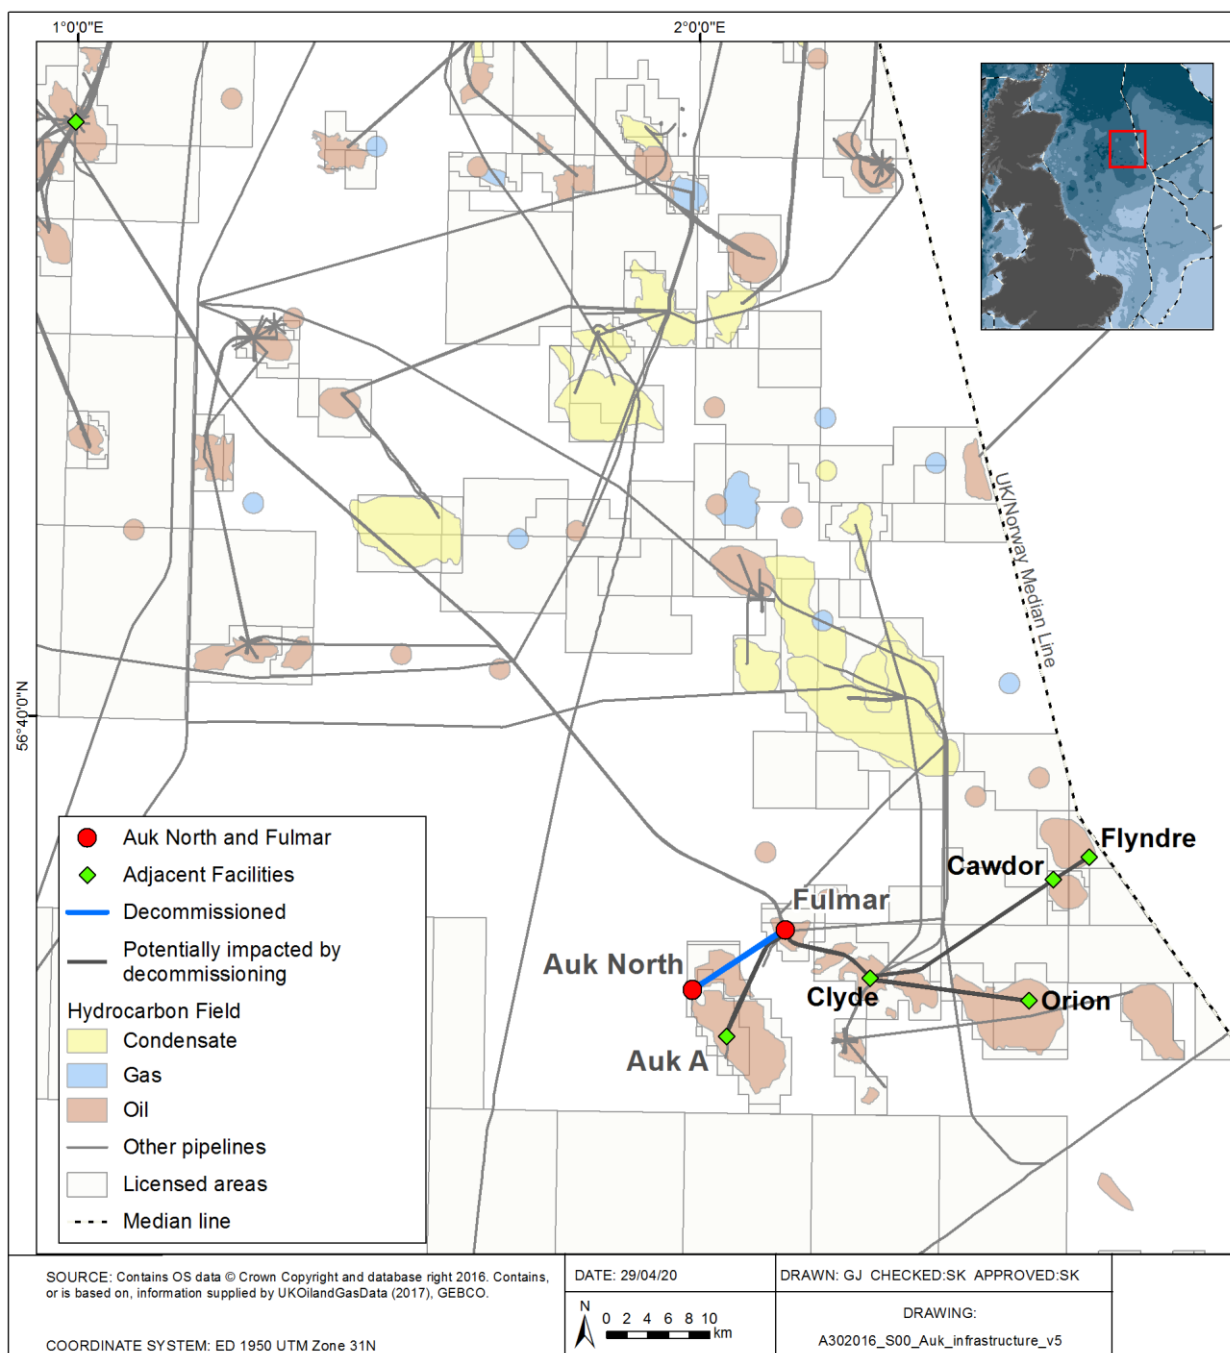 1°0'0"E
2°0'0"E
56°40'0"N
UK/Norway Median Line
Flyndre
Cawdor
Fulmar
Auk North
Clyde
Orion
Auk A
Auk North and Fulmar
Adjacent Facilities
Decommissioned
Potentially impacted by
decommissioning
Hydrocarbon Field
Condensate
Gas
Oil
Other pipelines
Licensed areas
Median line
SOURCE: Contains OS data © Crown Copyright and database right 2016. Contains,
or is based on, information supplied by UKOilandGasData (2017), GEBCO.
COORDINATE SYSTEM: ED 1950 UTM Zone 31N
DATE: 29/04/20
N
0 2 4 6 8 10
km
DRAWN: GJ CHECKED:SK APPROVED:SK
DRAWING:
A302016_S00_Auk_infrastructure_v5